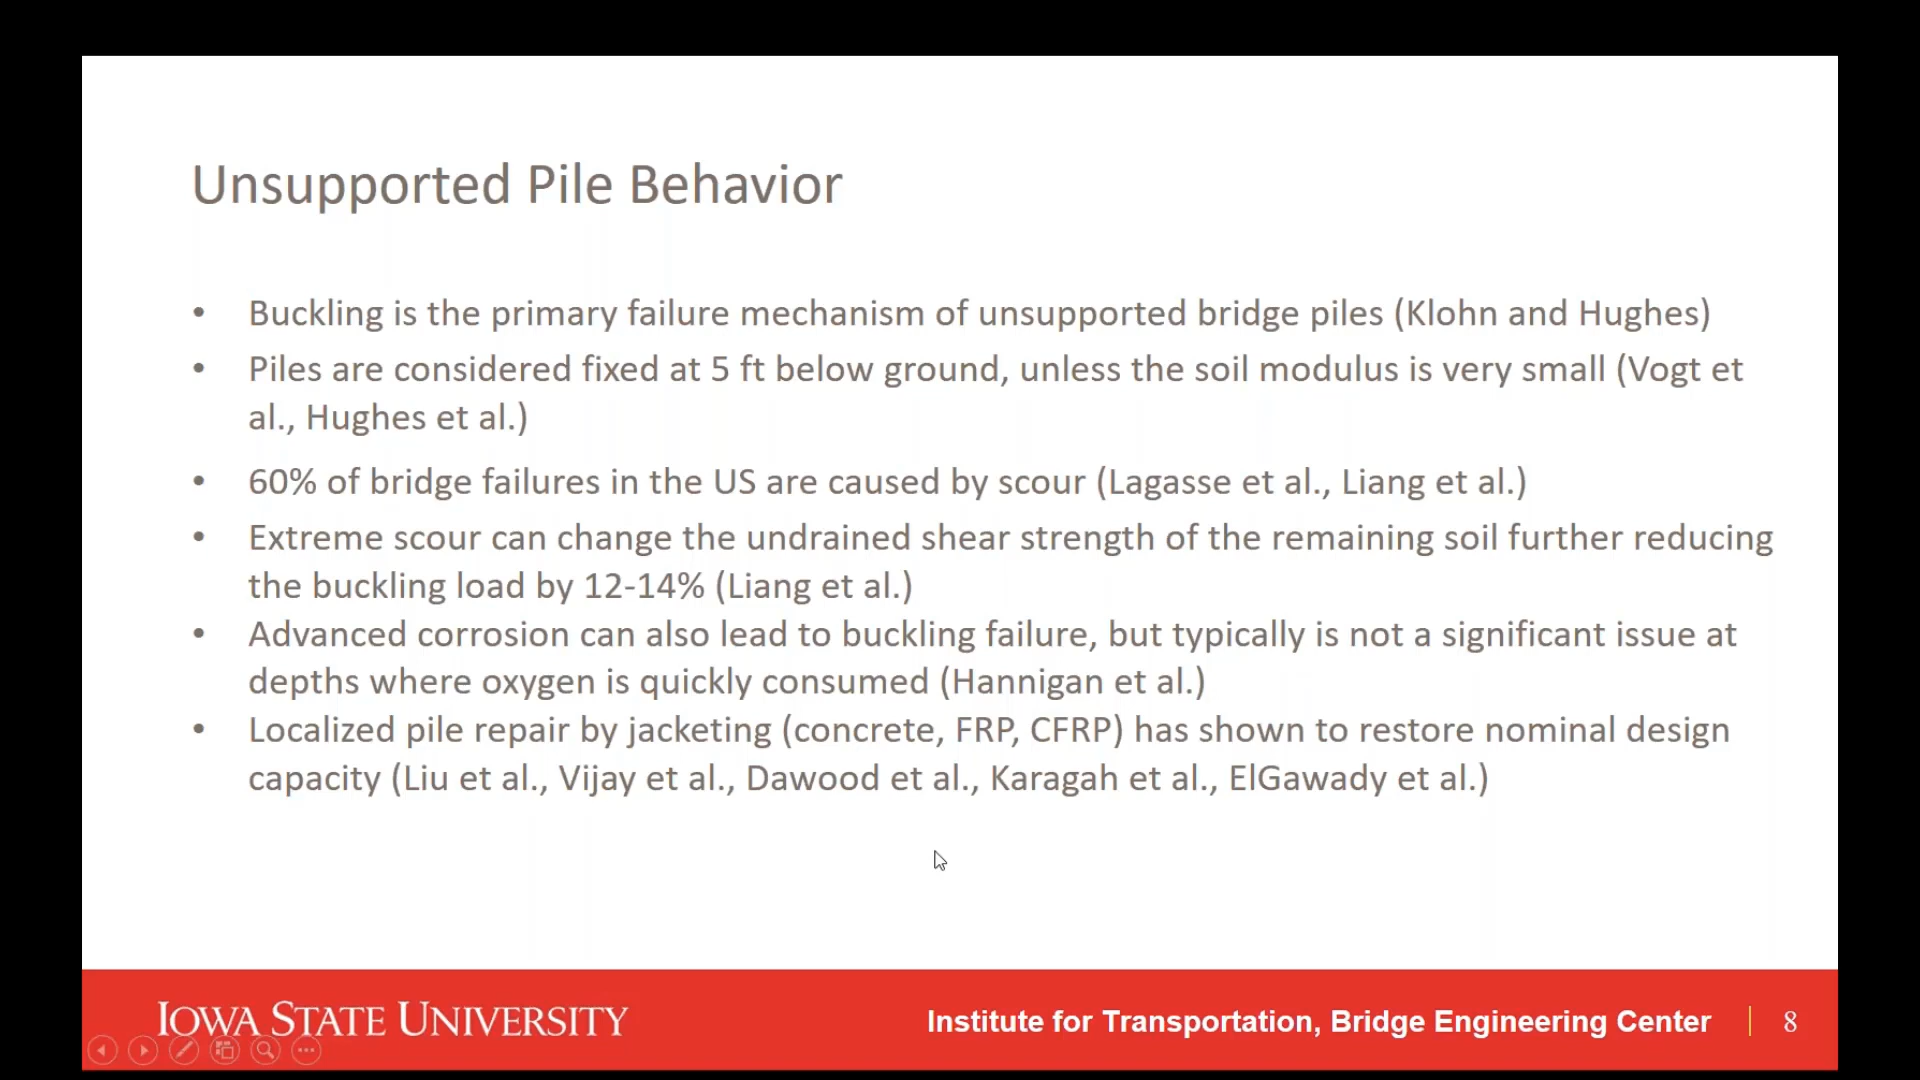 Unsupported Pile Behavior
• Buckling is the primary failure mechanism of unsupported bridge piles (Klohn and Hughes)
• Piles are considered fixed at 5 ft below ground, unless the soil modulus is very small (Vogt et
al., Hughes et al.)
• 60% of bridge failures in the US are caused by scour (Lagasse et al., Liang et al.)
• Extreme scour can change the undrained shear strength of the remaining soil further reducing
the buckling load by 12-14% (Liang et al.)
• Advanced corrosion can also lead to buckling failure, but typically is not a significant issue at
depths where oxygen is quickly consumed (Hannigan et al.)
• Localized pile repair by jacketing (concrete, FRP, CFRP) has shown to restore nominal design
capacity (Liu et al., Vijay et al., Dawood et al., Karagah et al., ElGawady et al.)
IOWA STATE UNIVERSITY
Institute for Transportation, Bridge Engineering Center | 8